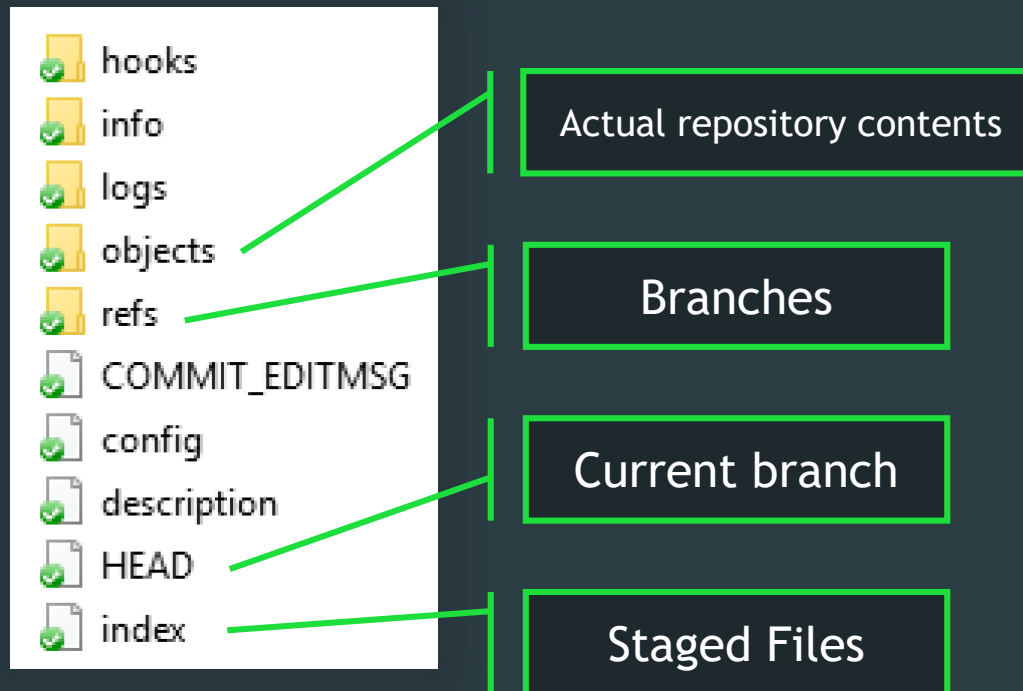 hooks
info
logs
objects
refs
COMMIT_EDITMSG
config
description
HEAD
index
Actual repository contents
Branches
Current branch
Staged Files